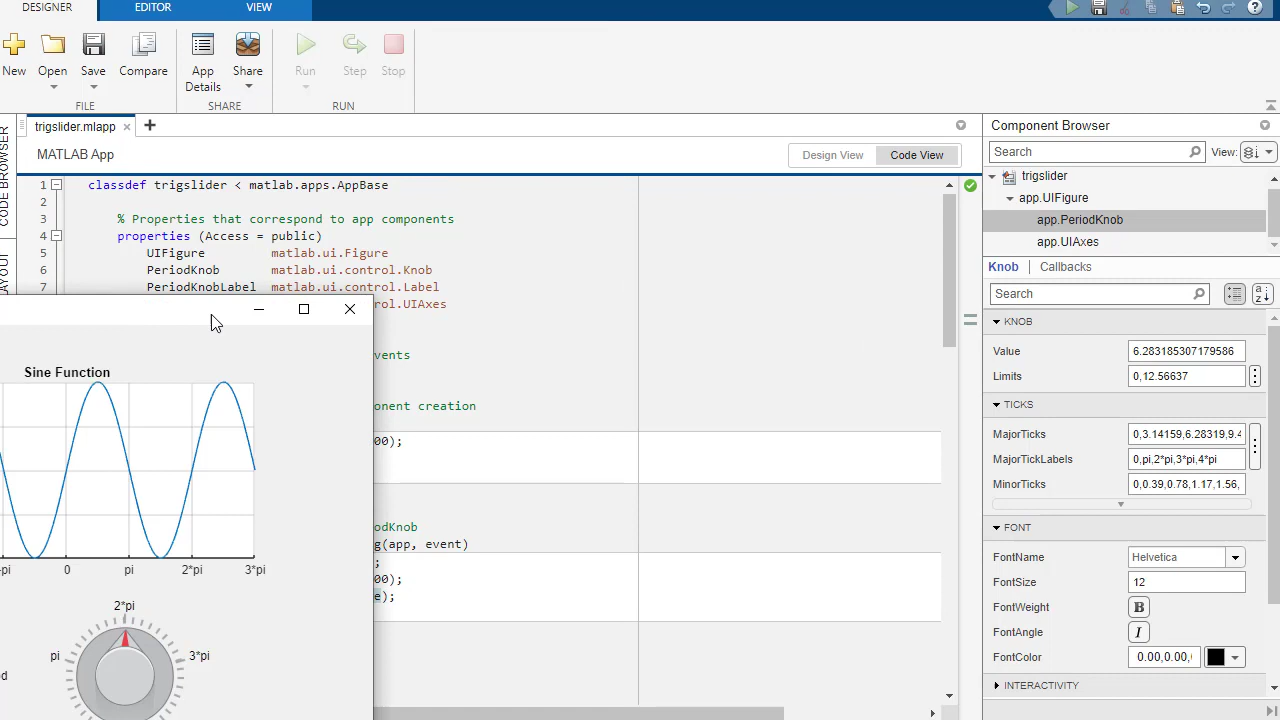 DESIGNER EDITOR VIEW
New Open Save Compare App Details Share Run Step Stop
FILE SHARE RUN
trigslider.mlapp
Component Browser
MATLAB App
Design View Code View
Search View:
CODE BROWSER
1 classdef trigslider < matlab.apps.AppBase
2
3 % Properties that correspond to app components
4 properties (Access = public)
5 UIFigure matlab.ui.Figure
6 PeriodKnob matlab.ui.control.Knob
7 PeriodKnobLabel matlab.ui.control.Label
rol.UIAxes
vents
onent creation
00);
odKnob
g(app, event)
;
00);
e);
trigslider
app.UIFigure
app.PeriodKnob
app.UIAxes
Knob Callbacks
Search
KNOB
Value 6.283185307179586
Limits 0,12.56637
TICKS
MajorTicks 0,3.14159,6.28319,9.4
MajorTickLabels 0,pi,2*pi,3*pi,4*pi
MinorTicks 0,0.39,0.78,1.17,1.56,
FONT
FontName Helvetica
FontSize 12
FontWeight B
FontAngle I
FontColor 0.00,0.00,
INTERACTIVITY
Sine Function
-pi 0 pi 2*pi 3*pi
2*pi
pi 3*pi